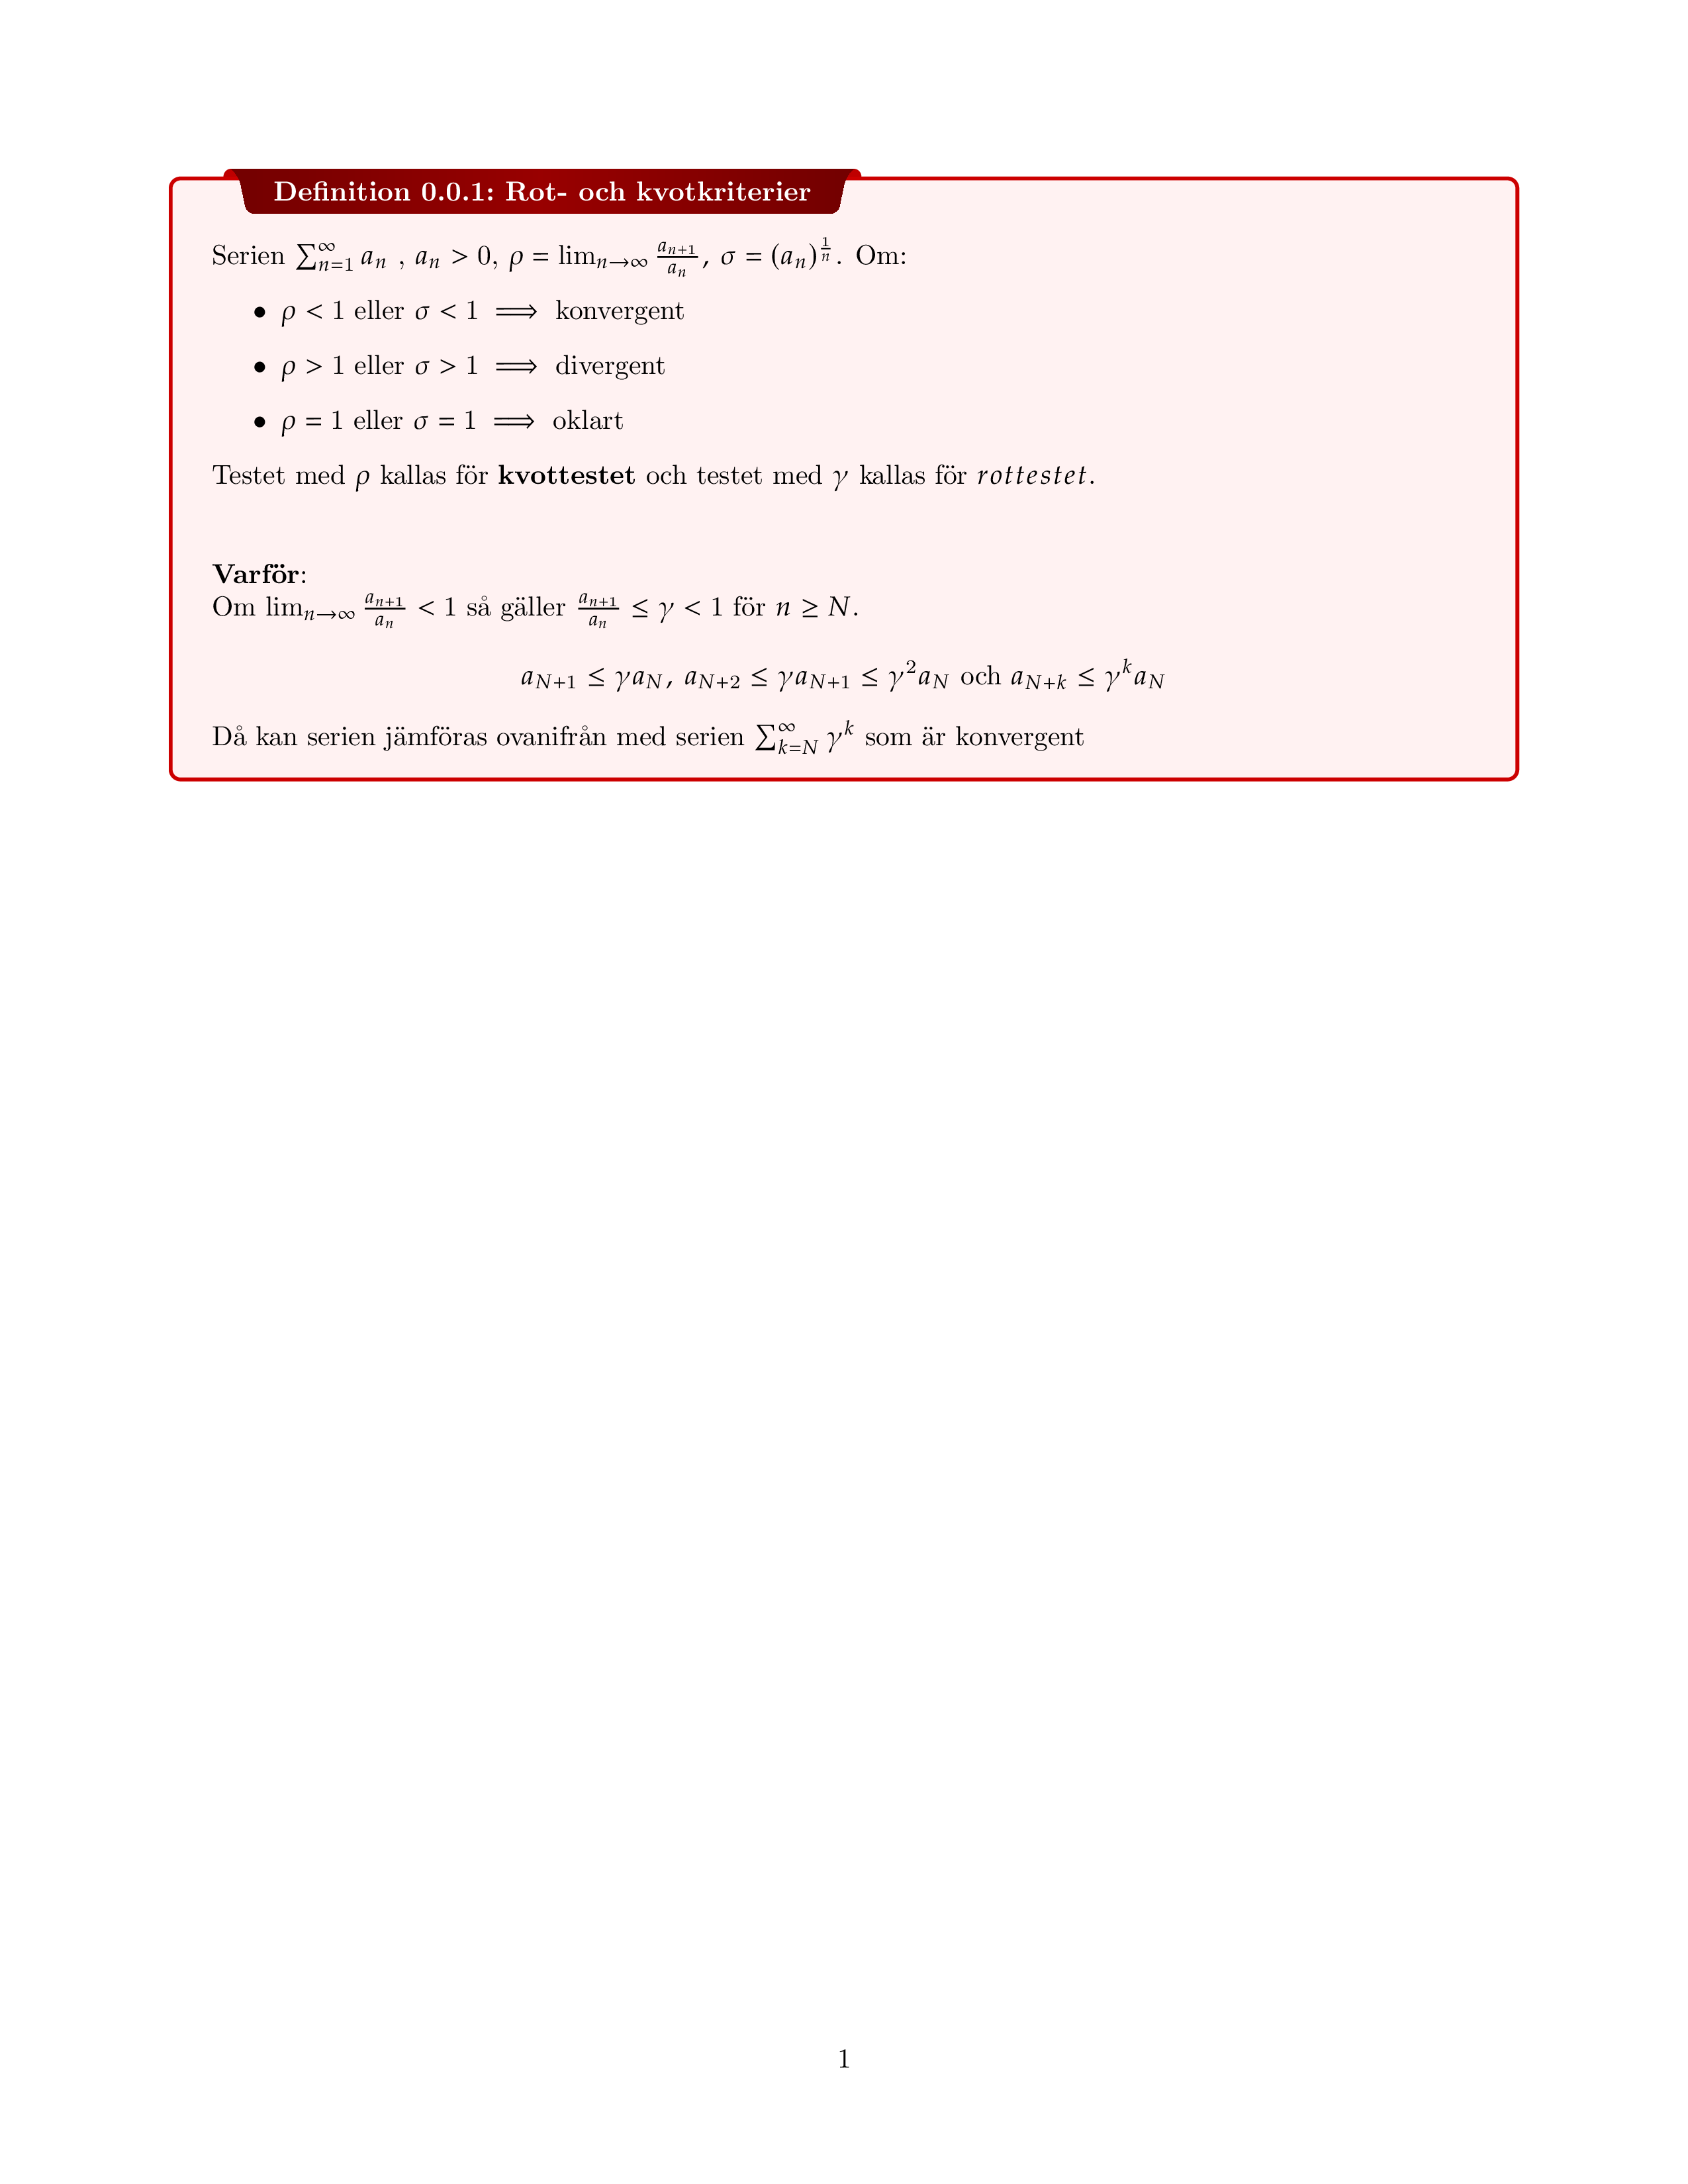 Definition 0.0.1: Rot- och kvotkriterier
Serien $\sum_{n=1}^{\infty} a_n$ , $a_n > 0$, $\rho = \lim_{n\to\infty} \frac{a_{n+1}}{a_n}$, $\sigma = (a_n)^{\frac{1}{n}}$. Om:
• $\rho < 1$ eller $\sigma < 1 \implies$ konvergent
• $\rho > 1$ eller $\sigma > 1 \implies$ divergent
• $\rho = 1$ eller $\sigma = 1 \implies$ oklart
Testet med $\rho$ kallas för **kvottestet** och testet med $\gamma$ kallas för $rottestet$.
**Varför**:
Om $\lim_{n\to\infty} \frac{a_{n+1}}{a_n} < 1$ så gäller $\frac{a_{n+1}}{a_n} \leq \gamma < 1$ för $n \geq N$.
$a_{N+1} \leq \gamma a_N, \; a_{N+2} \leq \gamma a_{N+1} \leq \gamma^2 a_N$ och $a_{N+k} \leq \gamma^k a_N$
Då kan serien jämföras ovanifrån med serien $\sum_{k=N}^{\infty} \gamma^k$ som är konvergent
1